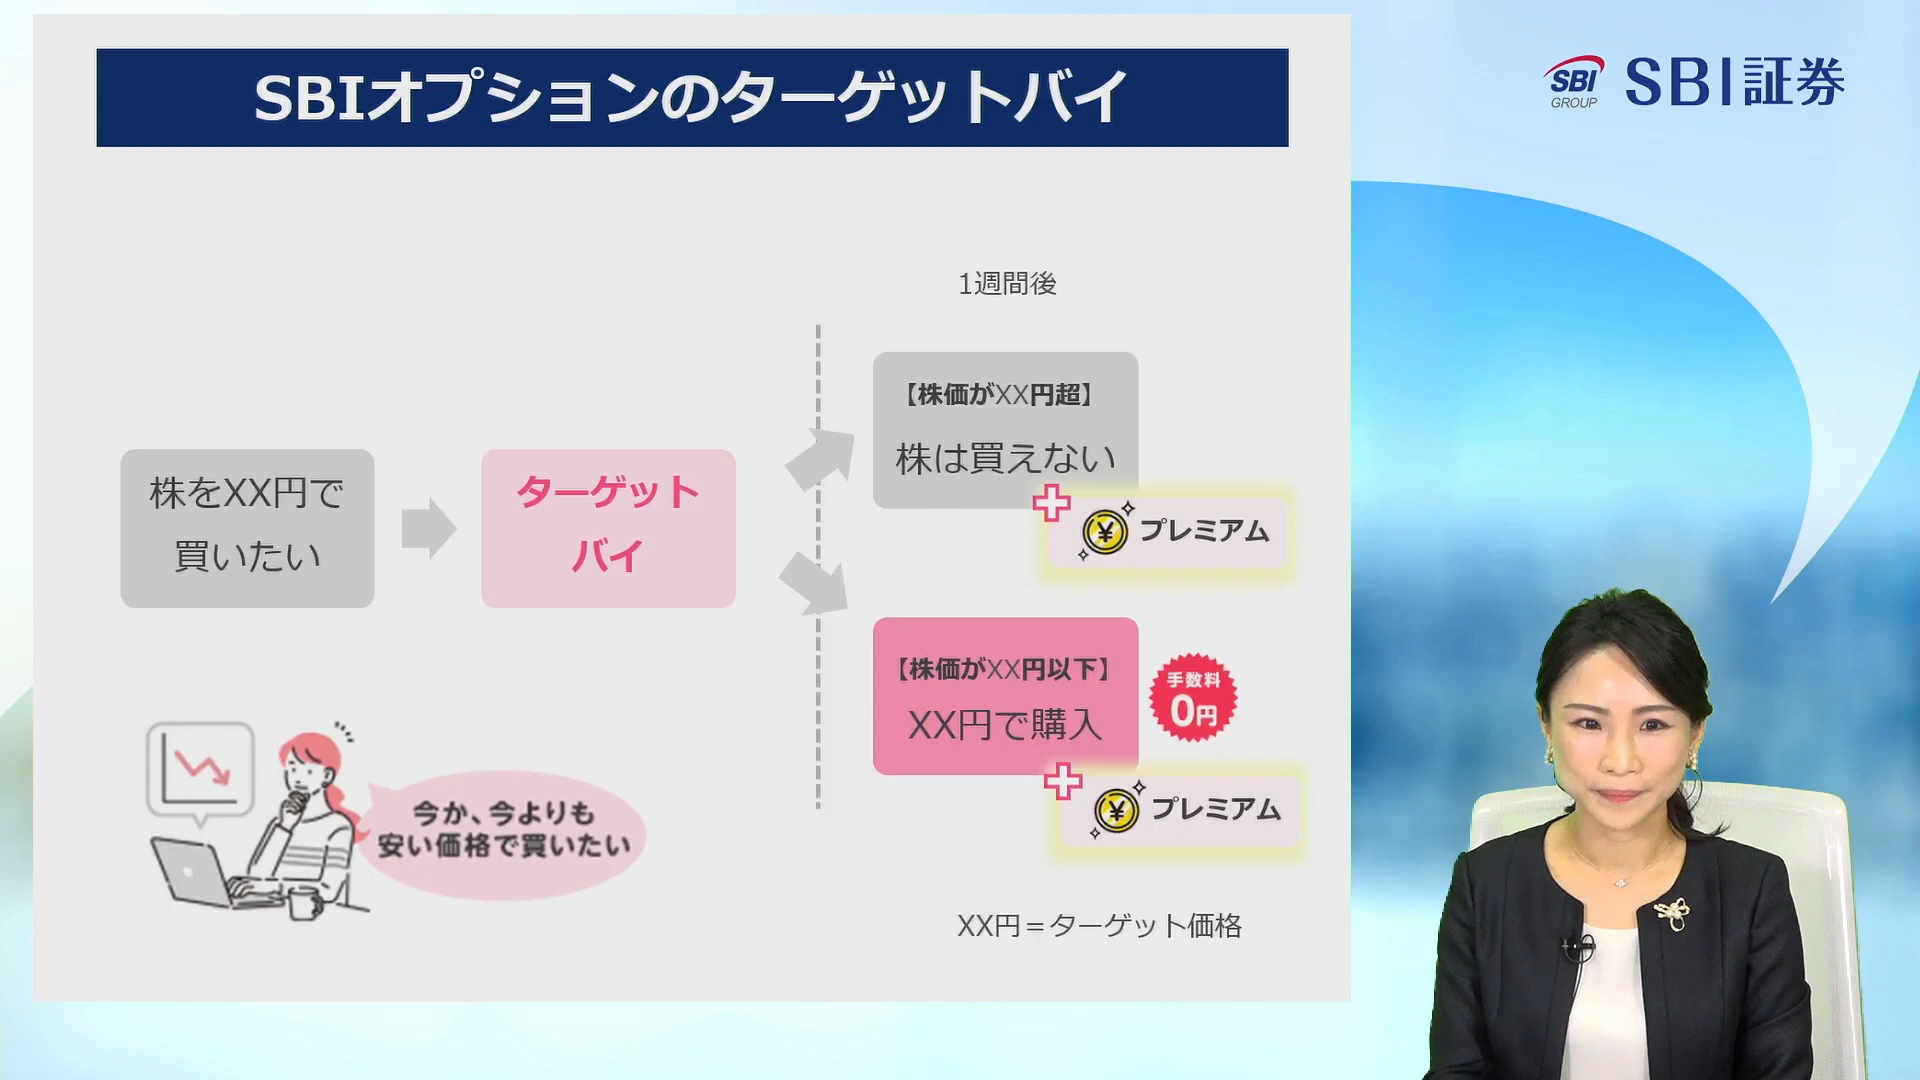 SBIオプションのターゲットバイ
SBI
GROUP
SBI証券
1週間後
【株価がXX円超】
株は買えない
プレミアム
株をXX円で
買いたい
ターゲット
バイ
【株価がXX円以下】
XX円で購入
手数料
0円
プレミアム
今か、今よりも
安い価格で買いたい
XX円＝ターゲット価格